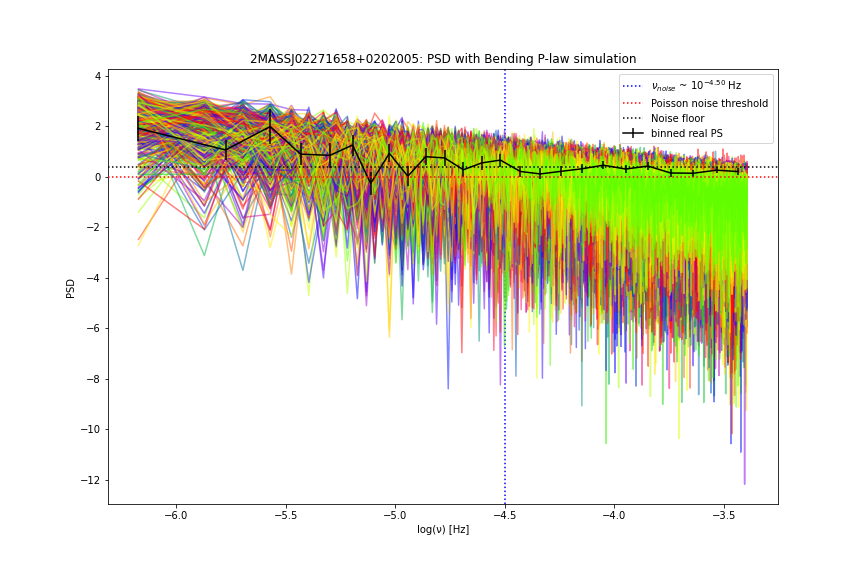 2MASSJ02271658+0202005: PSD with Bending P-law simulation
ν_noise ~ 10^−4.50 Hz
Poisson noise threshold
Noise floor
binned real PS
4
2
0
−2
−4
−6
−8
−10
−12
PSD
−6.0 −5.5 −5.0 −4.5 −4.0 −3.5
log(ν) [Hz]